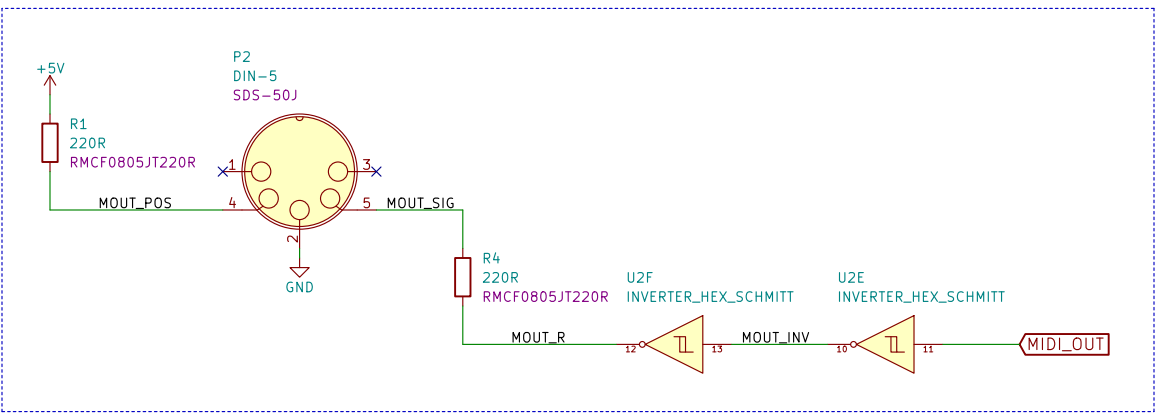 P2
DIN-5
SDS-50J
+5V
R1
220R
RMCF0805JT220R
1
3
MOUT_POS
4
5
MOUT_SIG
2
GND
R4
220R
RMCF0805JT220R
U2F
INVERTER_HEX_SCHMITT
U2E
INVERTER_HEX_SCHMITT
MOUT_R
12
13
MOUT_INV
10
11
MIDI_OUT